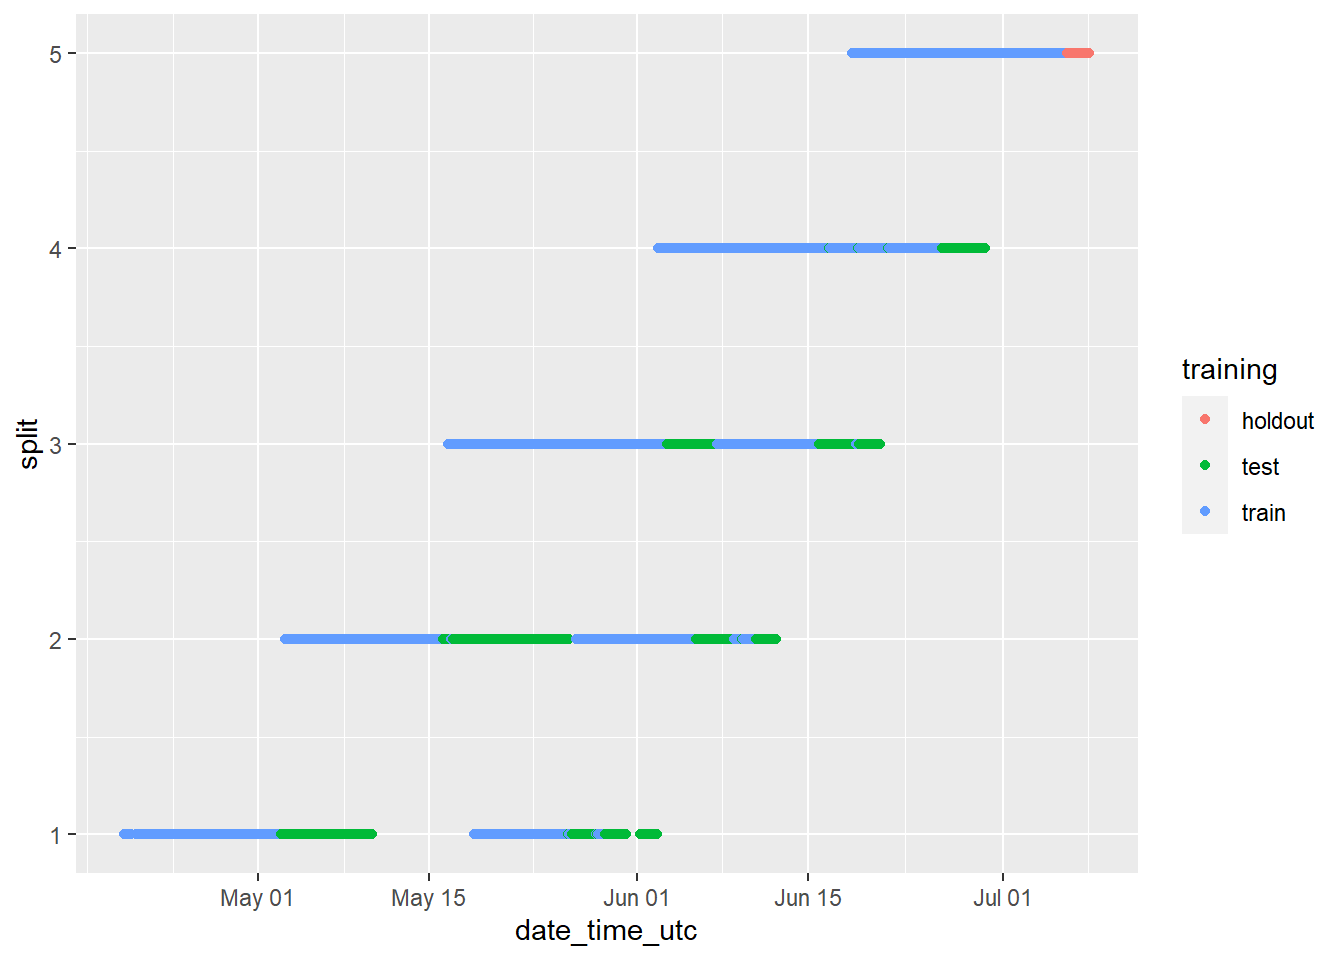 5
4
3
2
1
split
May 01
May 15
Jun 01
Jun 15
Jul 01
date_time_utc
training
holdout
test
train